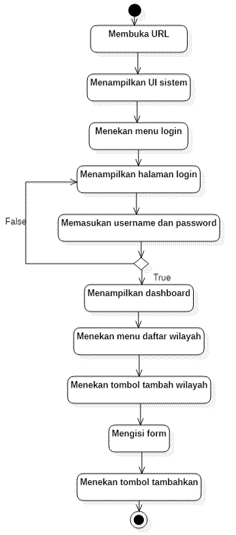 Membuka URL
Menampilkan UI sistem
Menekan menu login
Menampilkan halaman login
False
Memasukan username dan password
True
Menampilkan dashboard
Menekan menu daftar wilayah
Menekan tombol tambah wilayah
Mengisi form
Menekan tombol tambahkan